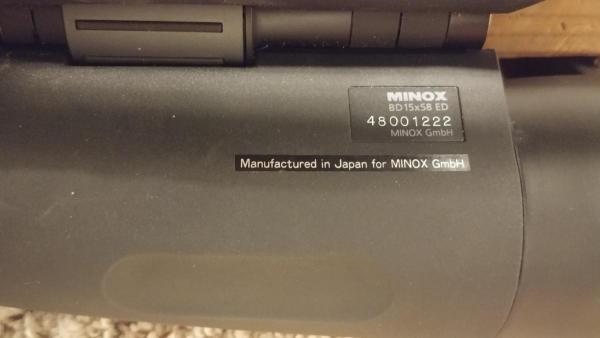 MINOX
BD15x58 ED
48001222
MINOX GmbH
Manufactured in Japan for MINOX GmbH